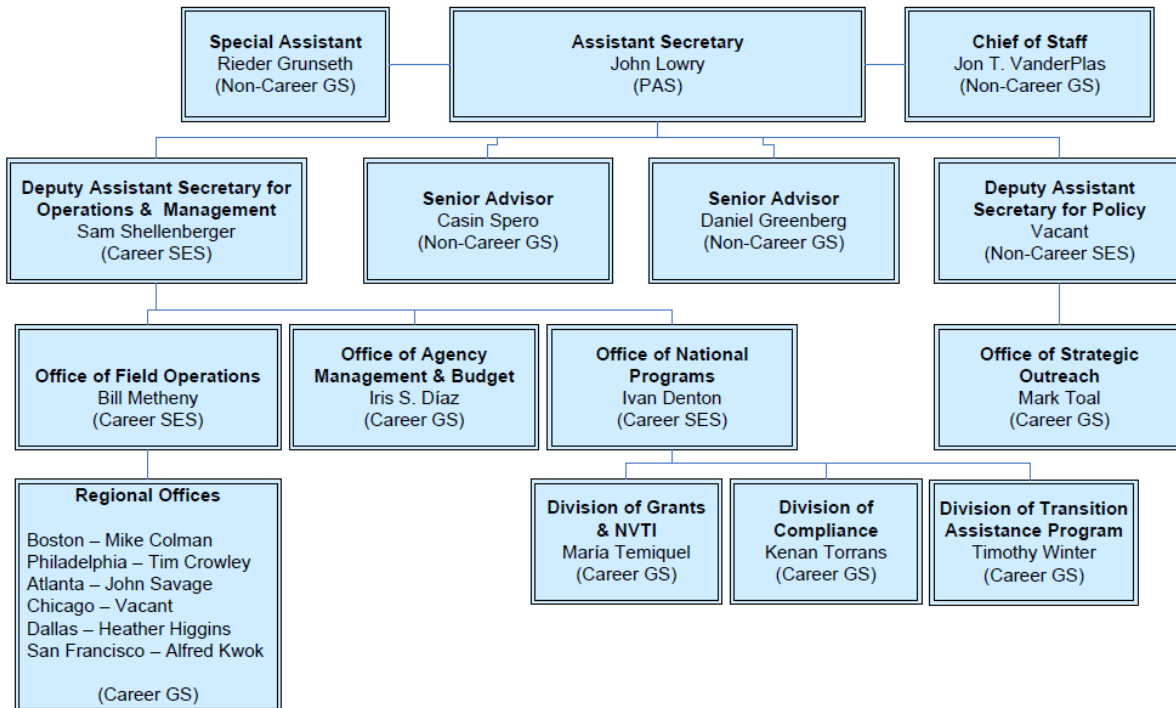 Special Assistant
Rieder Grunseth
(Non-Career GS)
Assistant Secretary
John Lowry
(PAS)
Chief of Staff
Jon T. VanderPlas
(Non-Career GS)
Deputy Assistant Secretary for
Operations &  Management
Sam Shellenberger
(Career SES)
Senior Advisor
Casin Spero
(Non-Career GS)
Senior Advisor
Daniel Greenberg
(Non-Career GS)
Deputy Assistant
Secretary for Policy
Vacant
(Non-Career SES)
Office of Field Operations
Bill Metheny
(Career SES)
Office of Agency
Management & Budget
Iris S. Díaz
(Career GS)
Office of National
Programs
Ivan Denton
(Career SES)
Office of Strategic
Outreach
Mark Toal
(Career GS)
Regional Offices
Boston – Mike Colman
Philadelphia – Tim Crowley
Atlanta – John Savage
Chicago – Vacant
Dallas – Heather Higgins
San Francisco – Alfred Kwok
(Career GS)
Division of Grants
& NVTI
María Temiquel
(Career GS)
Division of
Compliance
Kenan Torrans
(Career GS)
Division of Transition
Assistance Program
Timothy Winter
(Career GS)